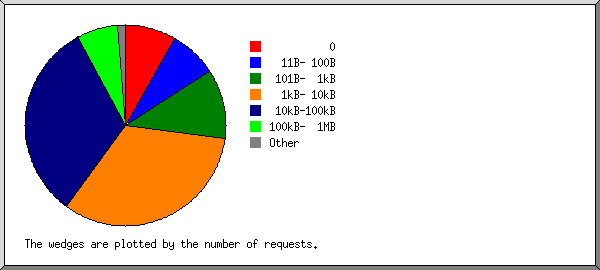 0
11B- 100B
101B- 1kB
1kB- 10kB
10kB-100kB
100kB- 1MB
Other
The wedges are plotted by the number of requests.